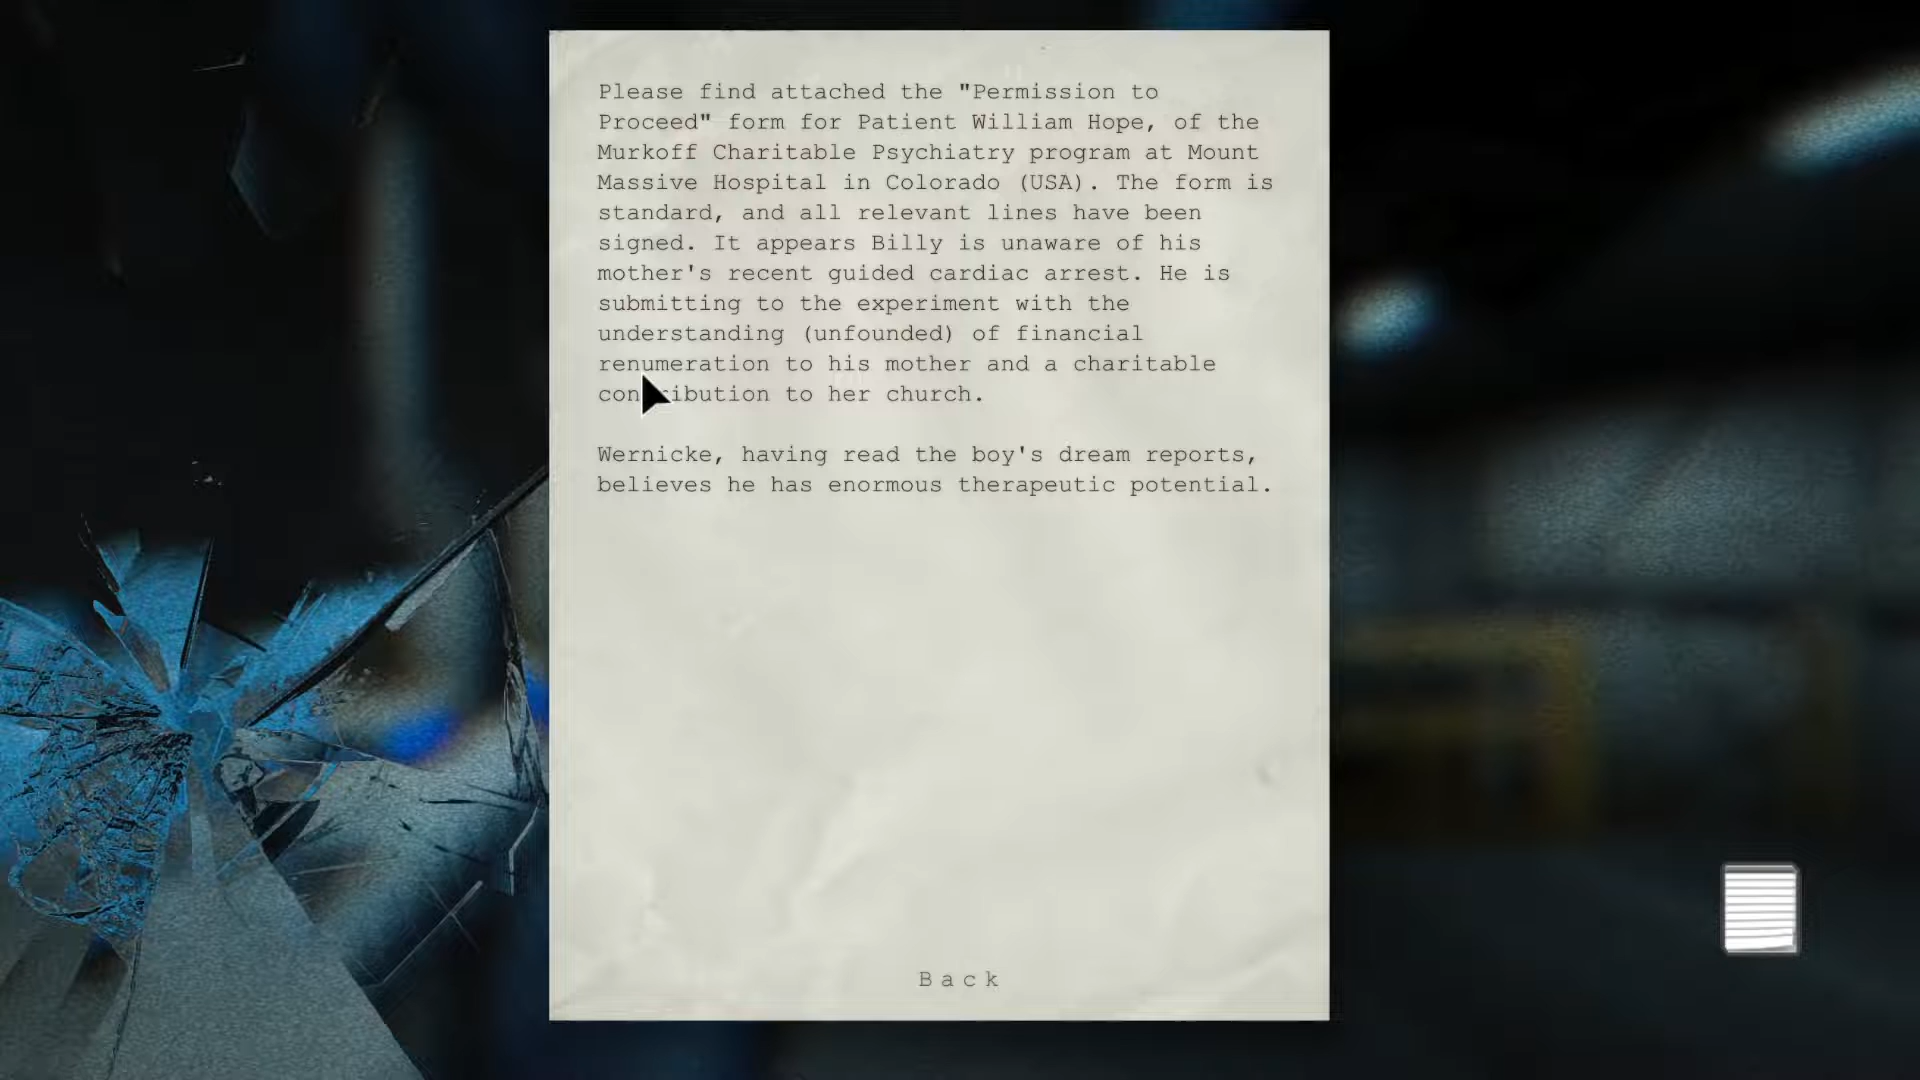 Please find attached the "Permission to
Proceed" form for Patient William Hope, of the
Murkoff Charitable Psychiatry program at Mount
Massive Hospital in Colorado (USA). The form is
standard, and all relevant lines have been
signed. It appears Billy is unaware of his
mother's recent guided cardiac arrest. He is
submitting to the experiment with the
understanding (unfounded) of financial
renumeration to his mother and a charitable
contribution to her church.
Wernicke, having read the boy's dream reports,
believes he has enormous therapeutic potential.
Back